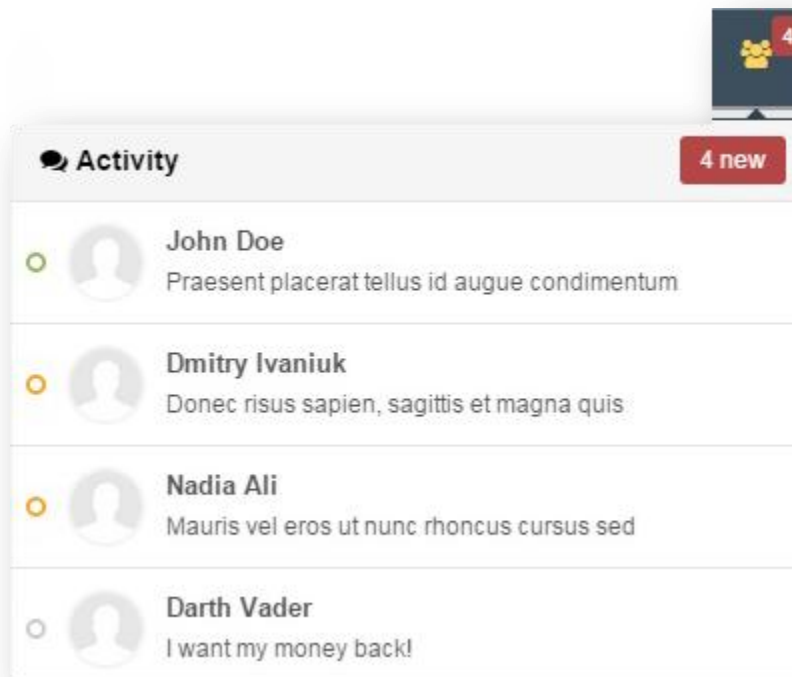 4
Activity
4 new
John Doe
Praesent placerat tellus id augue condimentum
Dmitry Ivaniuk
Donec risus sapien, sagittis et magna quis
Nadia Ali
Mauris vel eros ut nunc rhoncus cursus sed
Darth Vader
I want my money back!